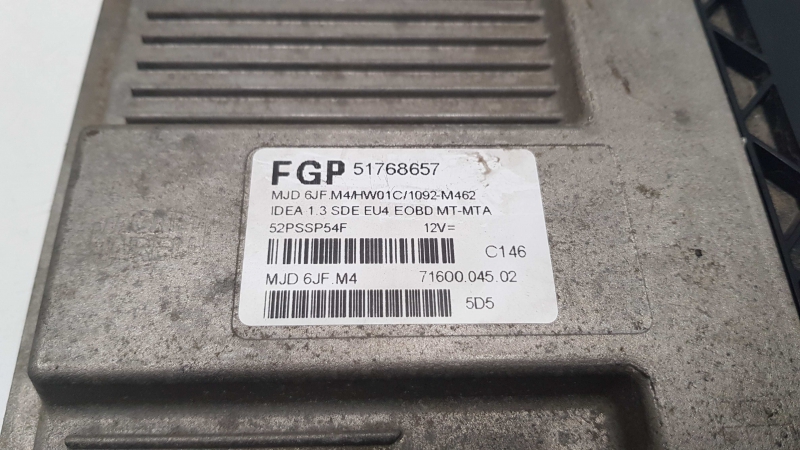 FGP 51768657
MJD 6JF.M4/HW01C/1092-M462
IDEA 1.3 SDE EU4 EOBD MT-MTA
52PSSP54F 12V=
C146
MJD 6JF.M4 71600.045.02
5D5